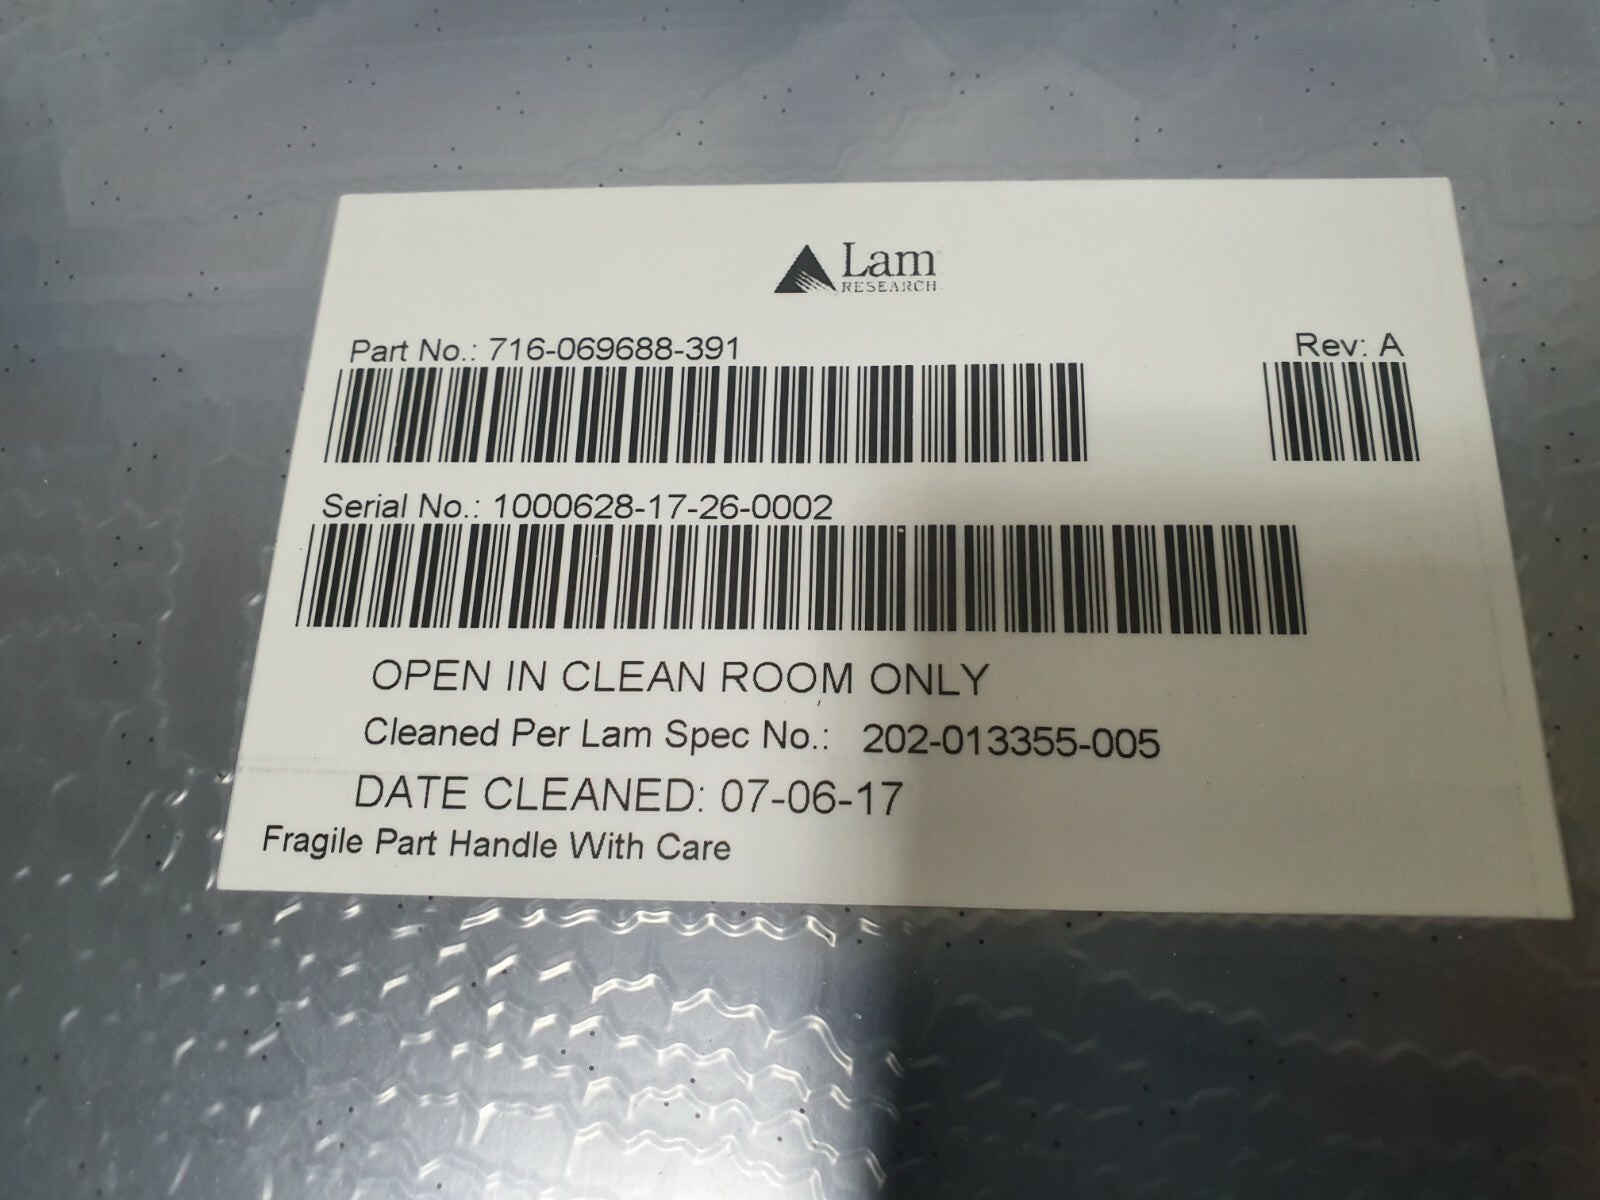 Lam
RESEARCH
Part No.: 716-069688-391
Rev: A
Serial No.: 1000628-17-26-0002
OPEN IN CLEAN ROOM ONLY
Cleaned Per Lam Spec No.: 202-013355-005
DATE CLEANED: 07-06-17
Fragile Part Handle With Care